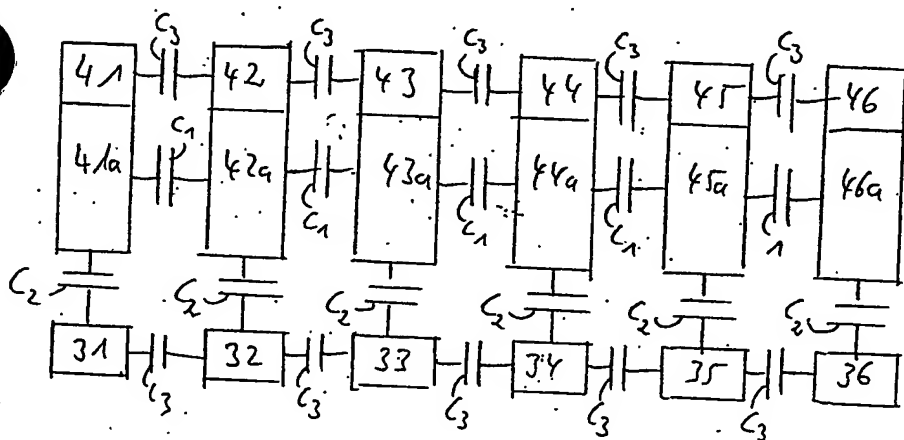 C3 C3 C3 C3 C3
41 42 43 44 45 46
C1
41a 42a 43a 44a 45a 46a
C1 C1 C1 C1
C2 C2 C2 C2 C2 C2
31 32 33 34 35 36
C3 C3 C3 C3 C3